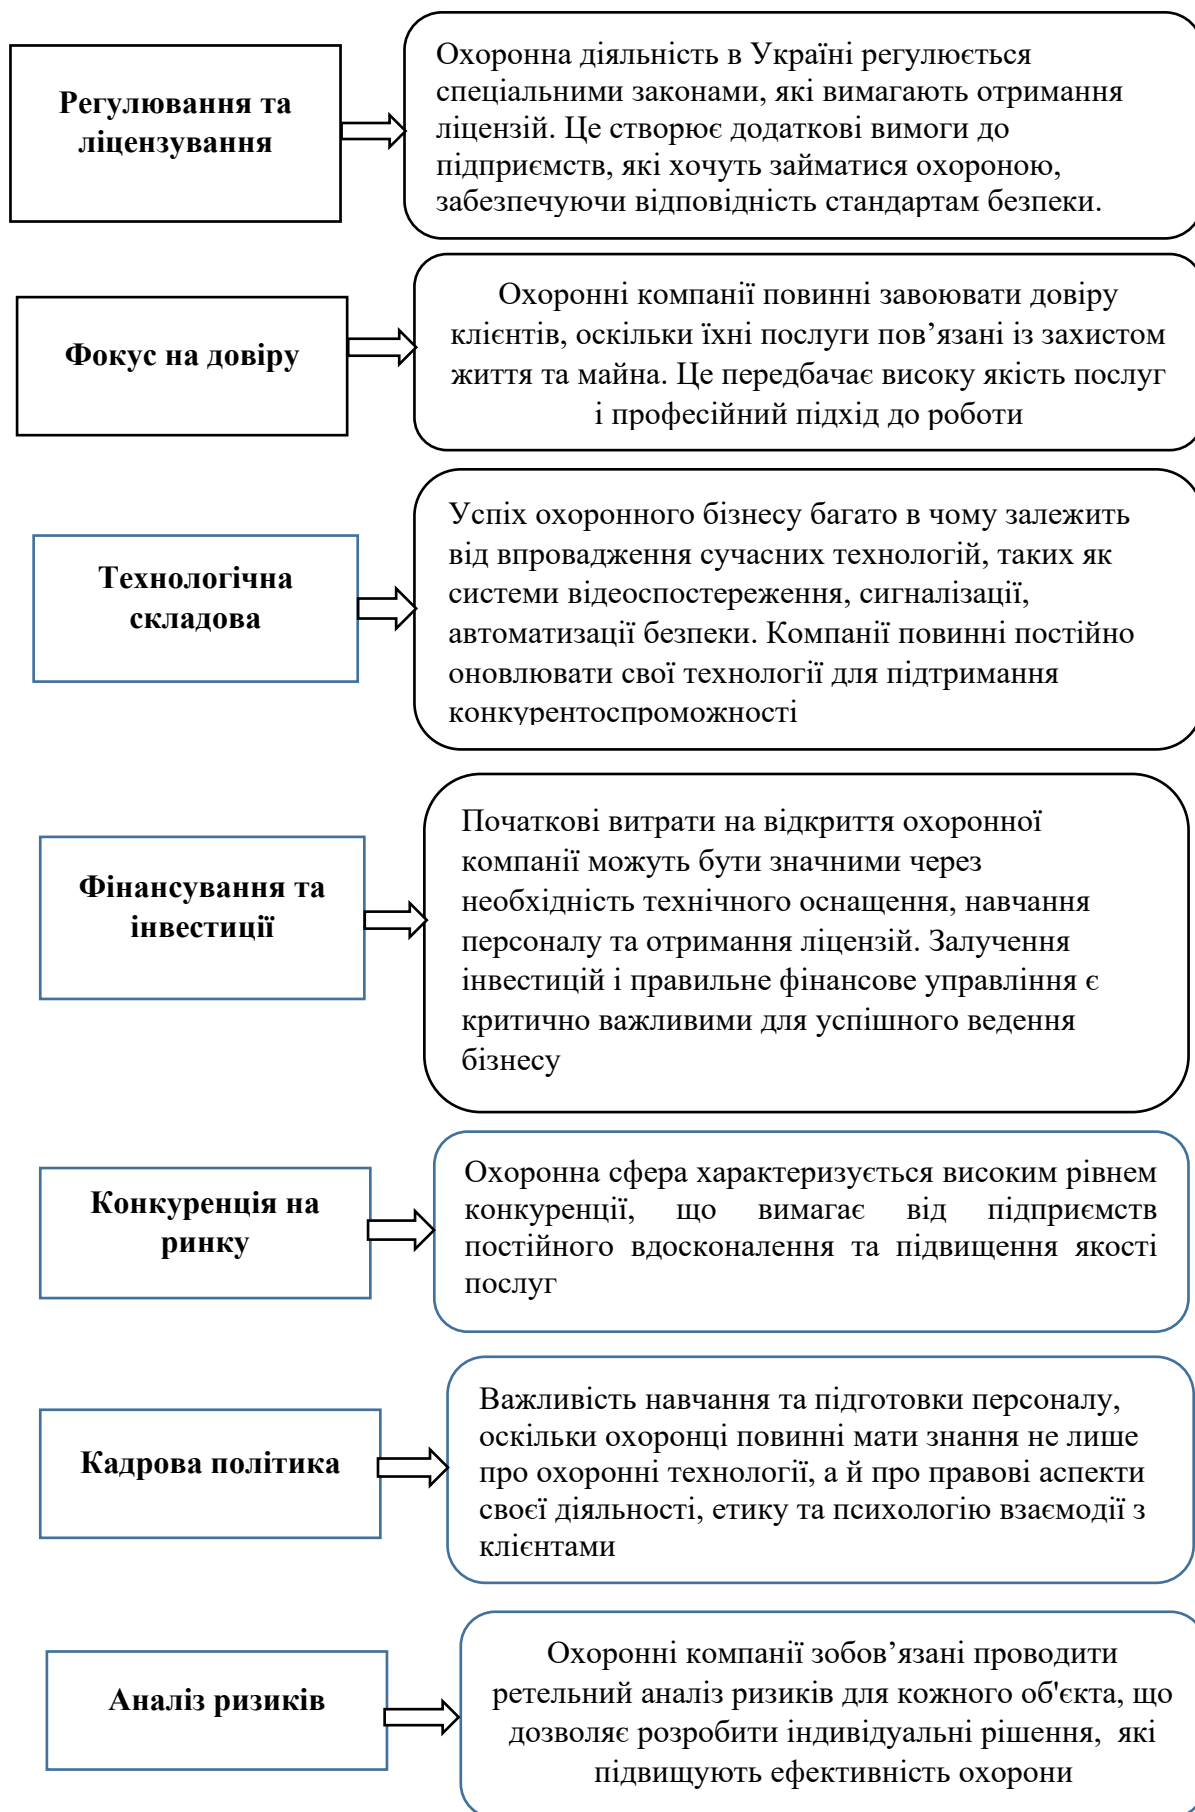 Регулювання та
ліцензування
Охоронна діяльність в Україні регулюється
спеціальними законами, які вимагають отримання
ліцензій. Це створює додаткові вимоги до
підприємств, які хочуть займатися охороною,
забезпечуючи відповідність стандартам безпеки.
Фокус на довіру
Охоронні компанії повинні завоювати довіру
клієнтів, оскільки їхні послуги пов’язані із захистом
життя та майна. Це передбачає високу якість послуг
і професійний підхід до роботи
Технологічна
складова
Успіх охоронного бізнесу багато в чому залежить
від впровадження сучасних технологій, таких як
системи відеоспостереження, сигналізації,
автоматизації безпеки. Компанії повинні постійно
оновлювати свої технології для підтримання
конкурентоспроможності
Фінансування та
інвестиції
Початкові витрати на відкриття охоронної
компанії можуть бути значними через
необхідність технічного оснащення, навчання
персоналу та отримання ліцензій. Залучення
інвестицій і правильне фінансове управління є
критично важливими для успішного ведення
бізнесу
Конкуренція на
ринку
Охоронна сфера характеризується високим рівнем
конкуренції, що вимагає від підприємств
постійного вдосконалення та підвищення якості
послуг
Кадрова політика
Важливість навчання та підготовки персоналу,
оскільки охоронці повинні мати знання не лише
про охоронні технології, а й про правові аспекти
своєї діяльності, етику та психологію взаємодії з
клієнтами
Аналіз ризиків
Охоронні компанії зобов’язані проводити
ретельний аналіз ризиків для кожного об'єкта, що
дозволяє розробити індивідуальні рішення, які
підвищують ефективність охорони